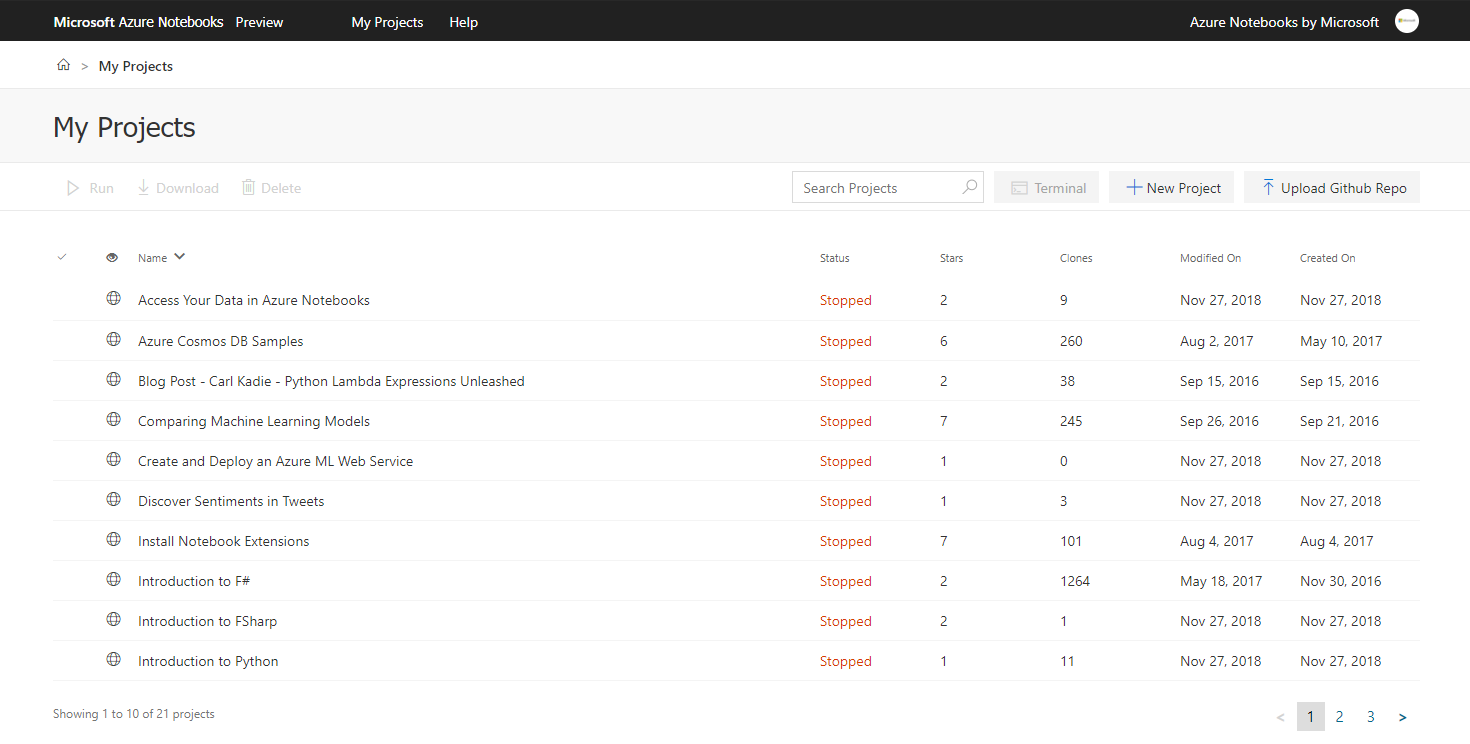 Microsoft Azure Notebooks Preview My Projects Help Azure Notebooks by Microsoft
> My Projects
My Projects
Run Download Delete Search Projects Terminal New Project Upload Github Repo
Name Status Stars Clones Modified On Created On
Access Your Data in Azure Notebooks Stopped 2 9 Nov 27, 2018 Nov 27, 2018
Azure Cosmos DB Samples Stopped 6 260 Aug 2, 2017 May 10, 2017
Blog Post - Carl Kadie - Python Lambda Expressions Unleashed Stopped 2 38 Sep 15, 2016 Sep 15, 2016
Comparing Machine Learning Models Stopped 7 245 Sep 26, 2016 Sep 21, 2016
Create and Deploy an Azure ML Web Service Stopped 1 0 Nov 27, 2018 Nov 27, 2018
Discover Sentiments in Tweets Stopped 1 3 Nov 27, 2018 Nov 27, 2018
Install Notebook Extensions Stopped 7 101 Aug 4, 2017 Aug 4, 2017
Introduction to F# Stopped 2 1264 May 18, 2017 Nov 30, 2016
Introduction to FSharp Stopped 2 1 Nov 27, 2018 Nov 27, 2018
Introduction to Python Stopped 1 11 Nov 27, 2018 Nov 27, 2018
Showing 1 to 10 of 21 projects < 1 2 3 >